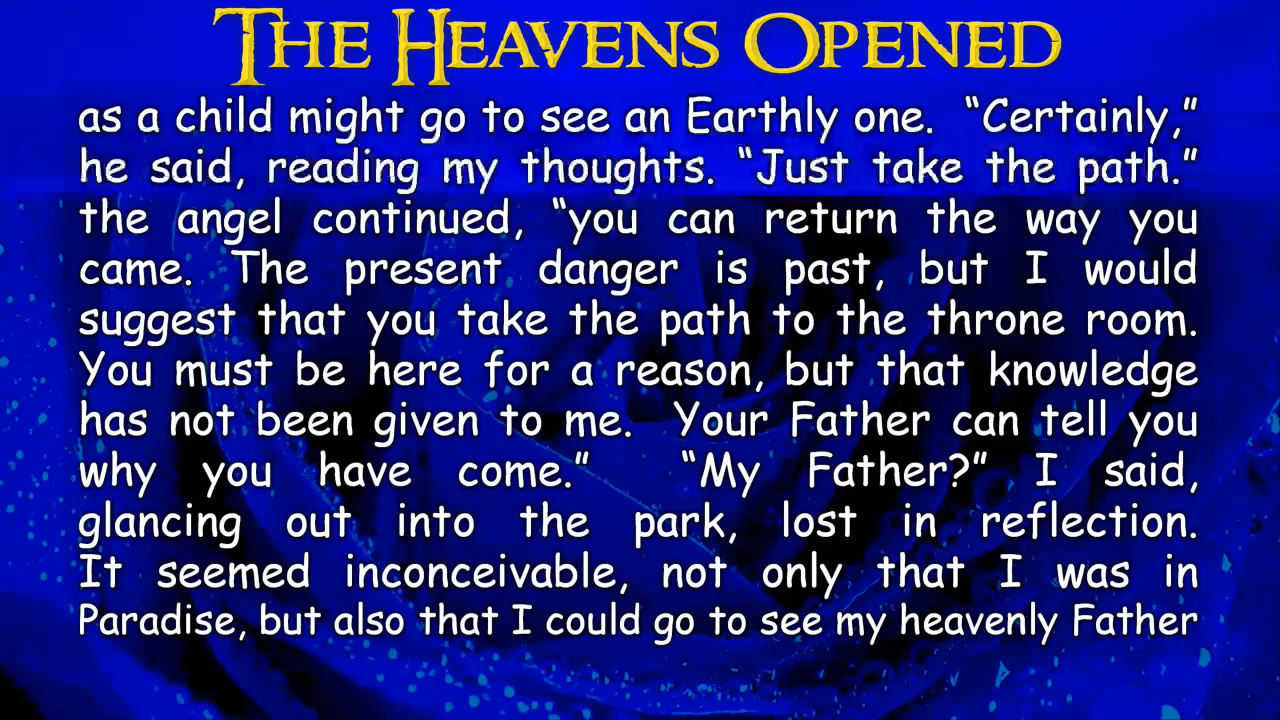 THE HEAVENS OPENED
as a child might go to see an Earthly one. “Certainly,”
he said, reading my thoughts. “Just take the path.”
the angel continued, “you can return the way you
came. The present danger is past, but I would
suggest that you take the path to the throne room.
You must be here for a reason, but that knowledge
has not been given to me. Your Father can tell you
why you have come.” “My Father?” I said,
glancing out into the park, lost in reflection.
It seemed inconceivable, not only that I was in
Paradise, but also that I could go to see my heavenly Father